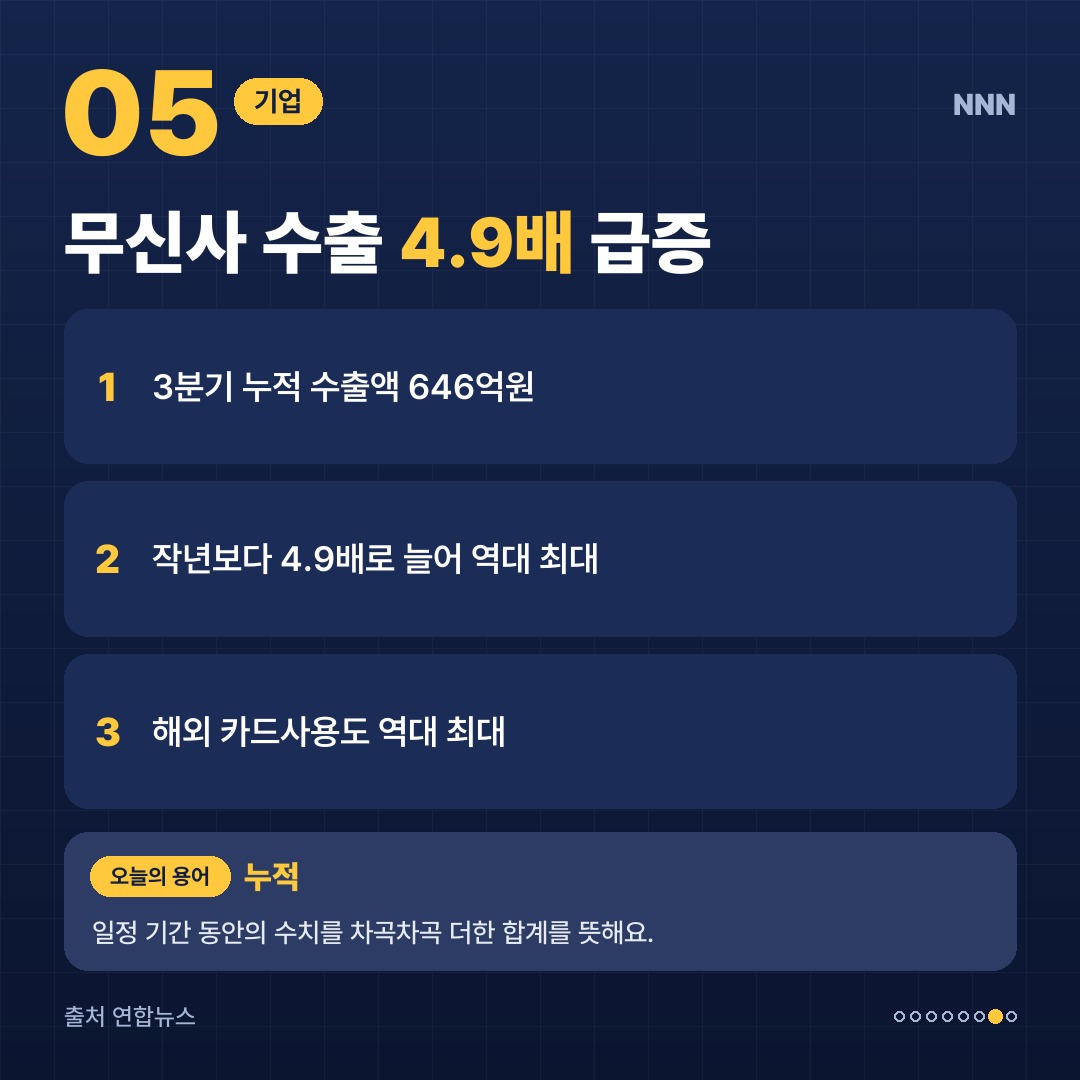 05 기업
NNN
무신사 수출 4.9배 급증
1 3분기 누적 수출액 646억원
2 작년보다 4.9배로 늘어 역대 최대
3 해외 카드사용도 역대 최대
오늘의 용어 누적
일정 기간 동안의 수치를 차곡차곡 더한 합계를 뜻해요.
출처 연합뉴스